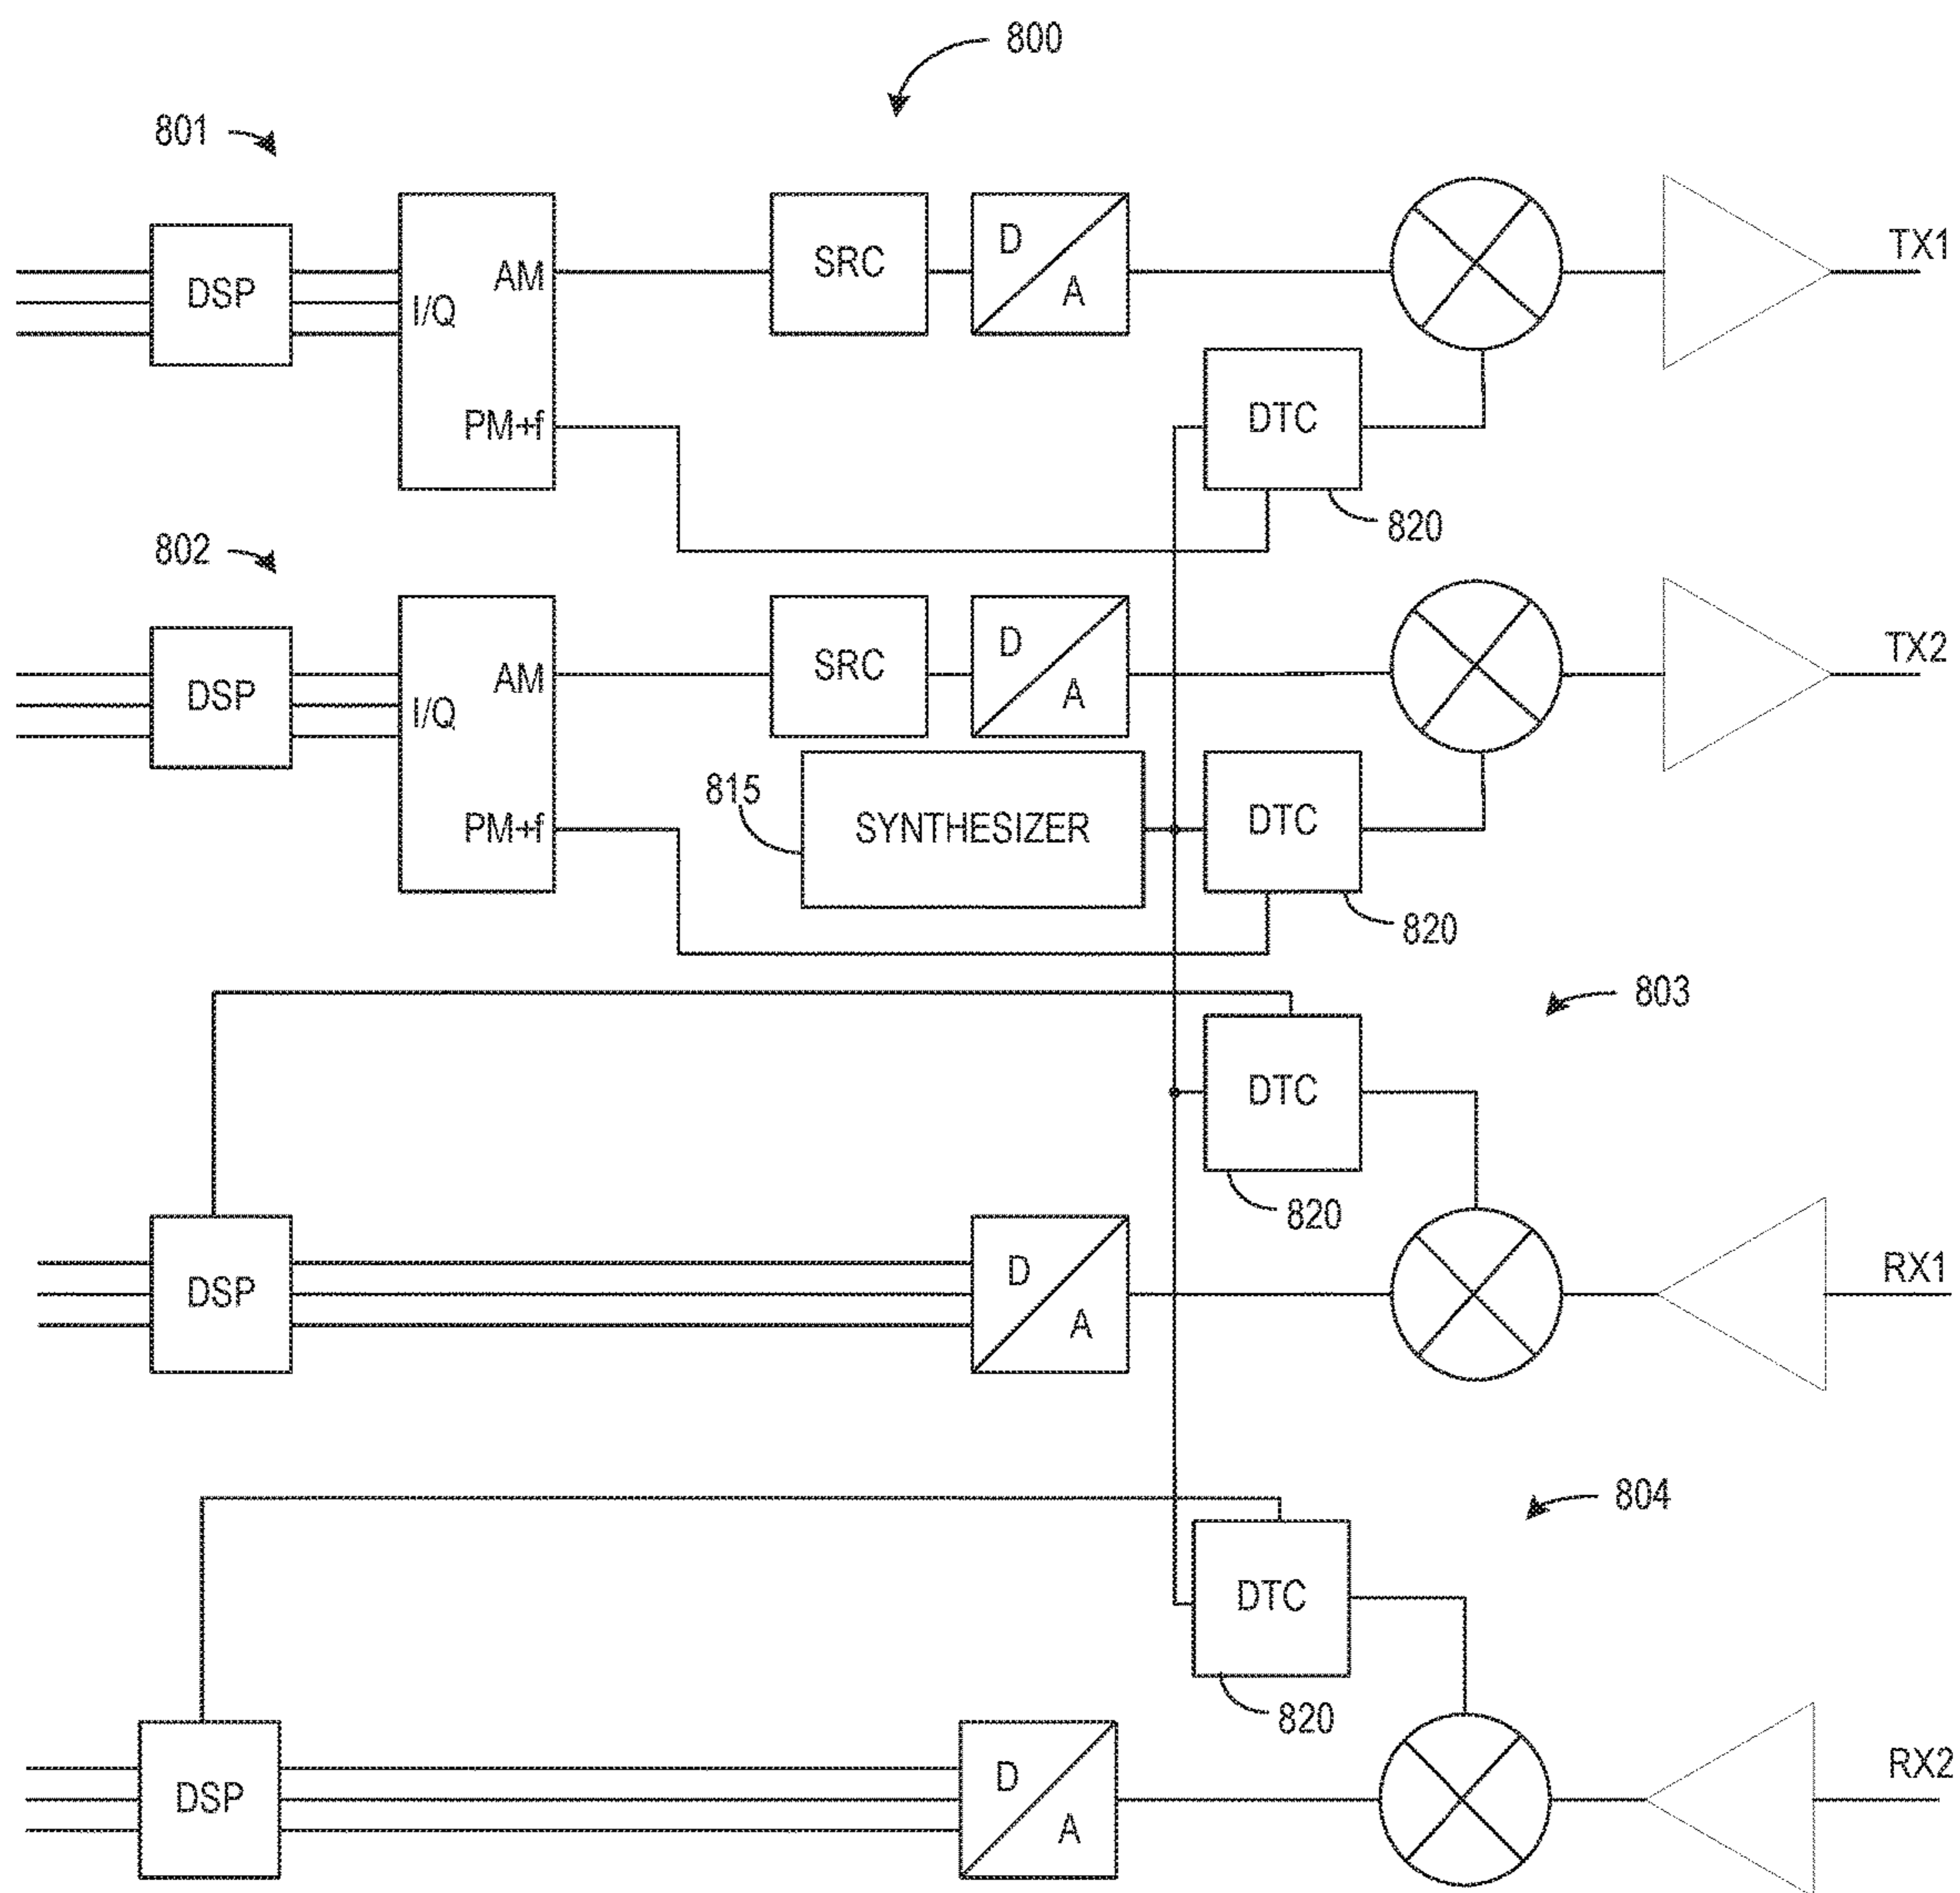 800
801
DSP
I/Q
AM
PM+f
SRC
D
A
DTC
820
TX1
802
DSP
I/Q
AM
PM+f
SRC
D
A
815
SYNTHESIZER
DTC
820
TX2
803
DTC
820
DSP
D
A
RX1
804
DTC
820
DSP
D
A
RX2